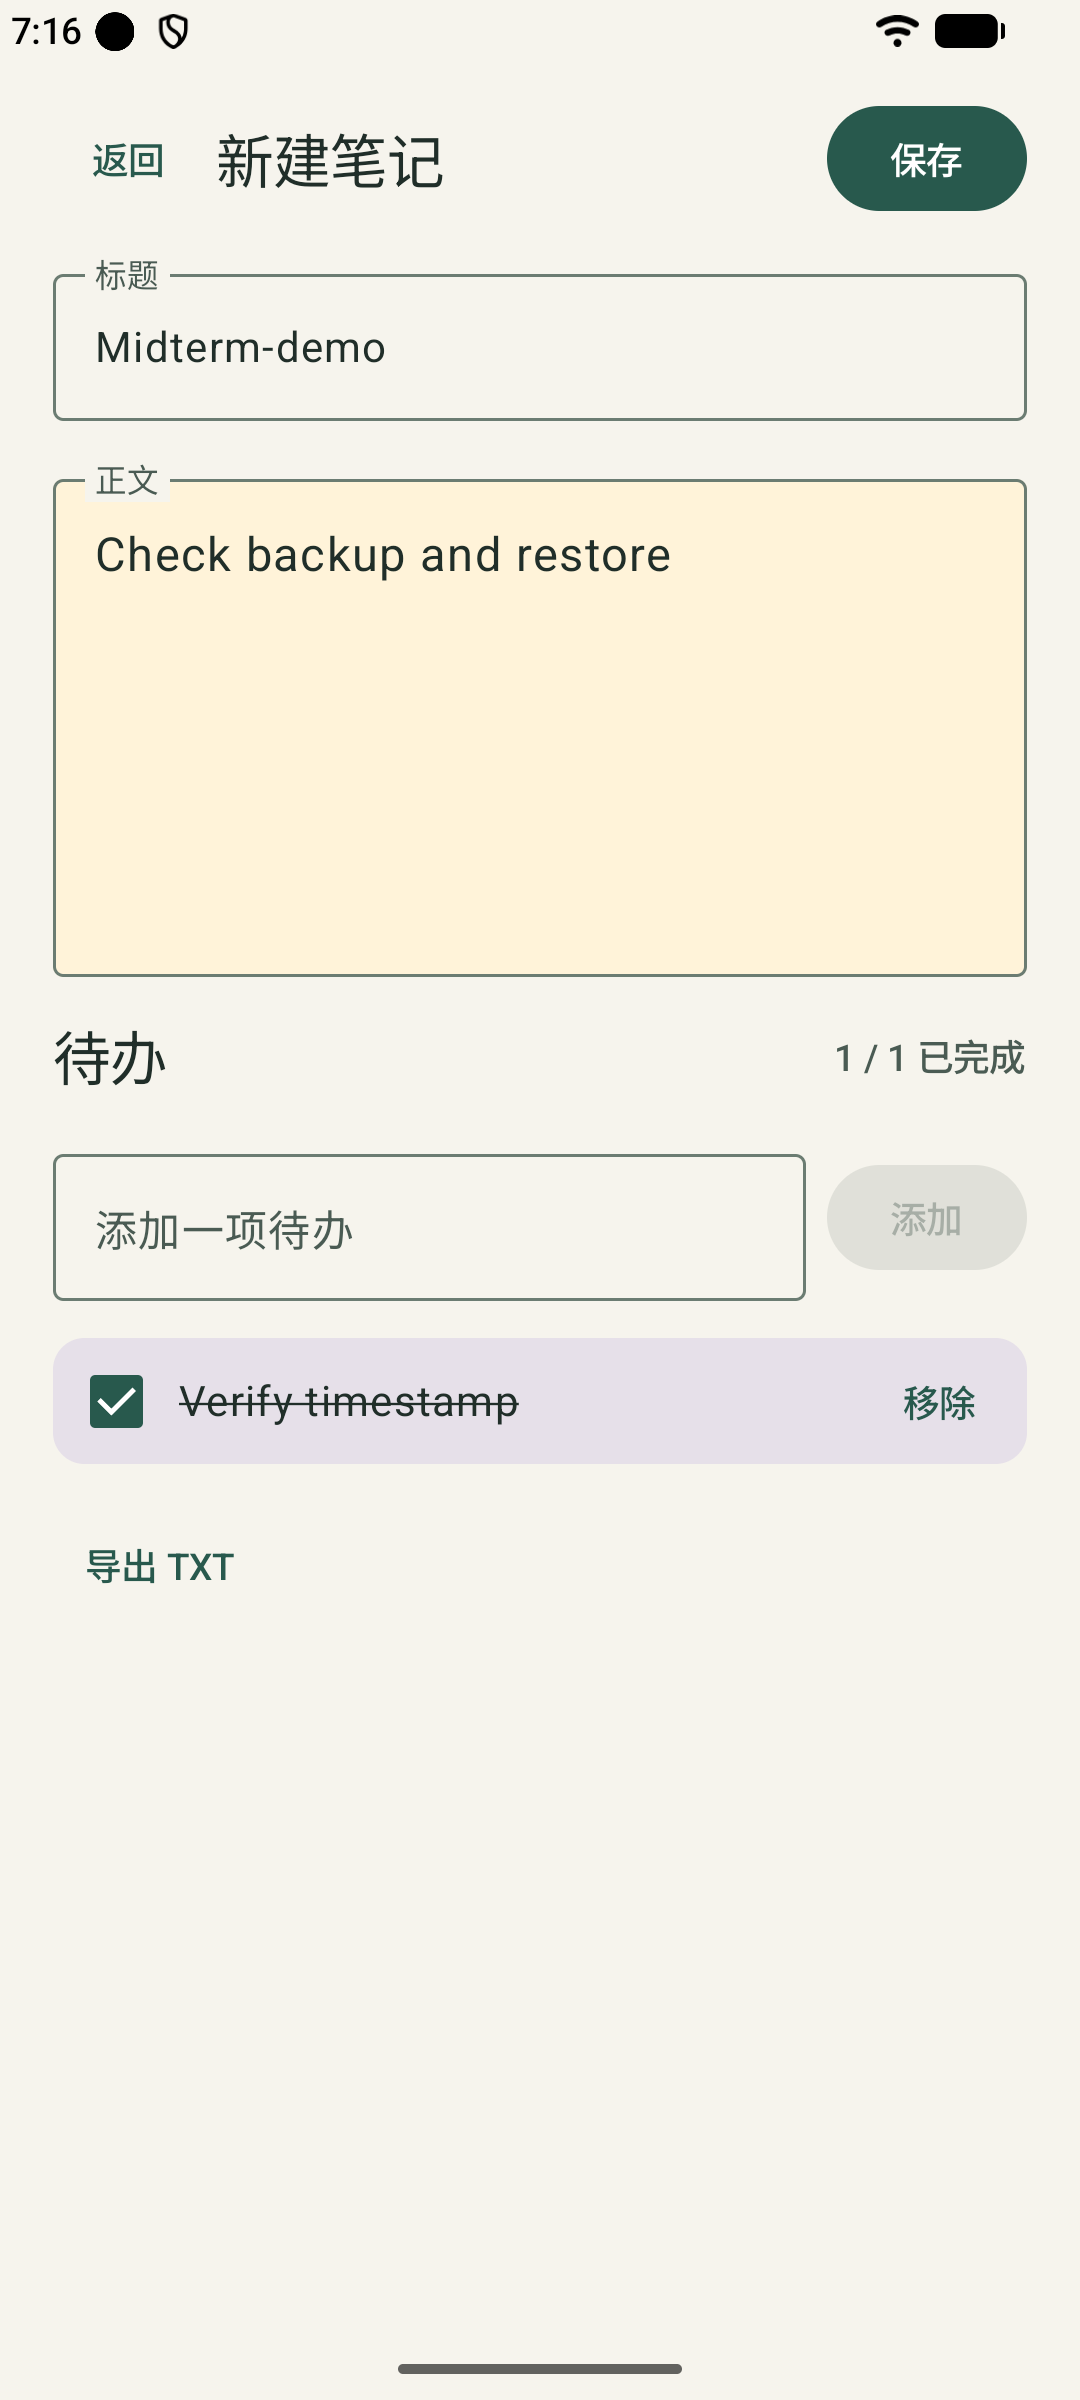 7:16
返回 新建笔记 保存
标题
Midterm-demo
正文
Check backup and restore
待办 1 / 1 已完成
添加一项待办 添加
Verify timestamp 移除
导出 TXT